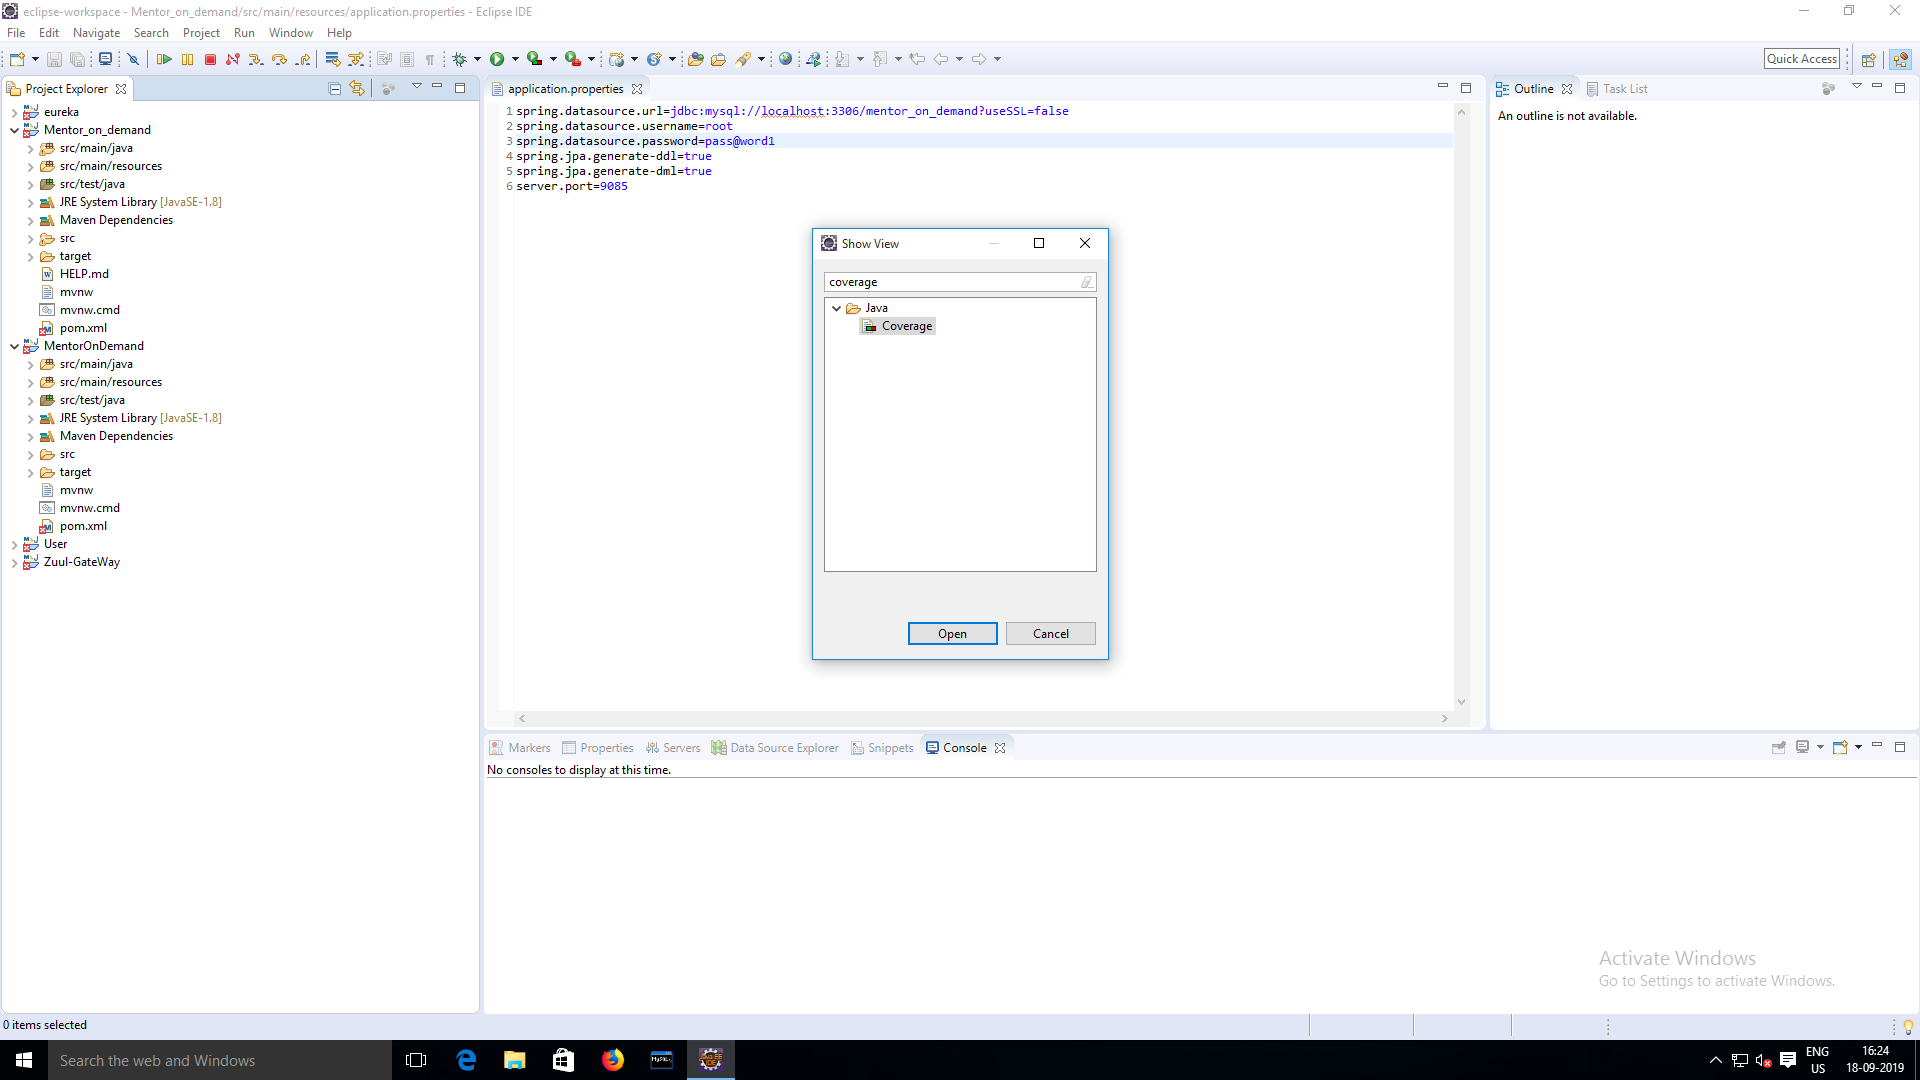 eclipse-workspace - Mentor_on_demand/src/main/resources/application.properties - Eclipse IDE
File Edit Navigate Search Project Run Window Help
Quick Access
Project Explorer
eureka
Mentor_on_demand
src/main/java
src/main/resources
src/test/java
JRE System Library [JavaSE-1.8]
Maven Dependencies
src
target
HELP.md
mvnw
mvnw.cmd
pom.xml
MentorOnDemand
src/main/java
src/main/resources
src/test/java
JRE System Library [JavaSE-1.8]
Maven Dependencies
src
target
mvnw
mvnw.cmd
pom.xml
User
Zuul-GateWay
application.properties
1 spring.datasource.url=jdbc:mysql://localhost:3306/mentor_on_demand?useSSL=false
2 spring.datasource.username=root
3 spring.datasource.password=pass@word1
4 spring.jpa.generate-ddl=true
5 spring.jpa.generate-dml=true
6 server.port=9085
Show View
coverage
Java
Coverage
Open Cancel
Outline Task List
An outline is not available.
Markers Properties Servers Data Source Explorer Snippets Console
No consoles to display at this time.
Activate Windows
Go to Settings to activate Windows.
0 items selected
Search the web and Windows
ENG
US
16:24
18-09-2019